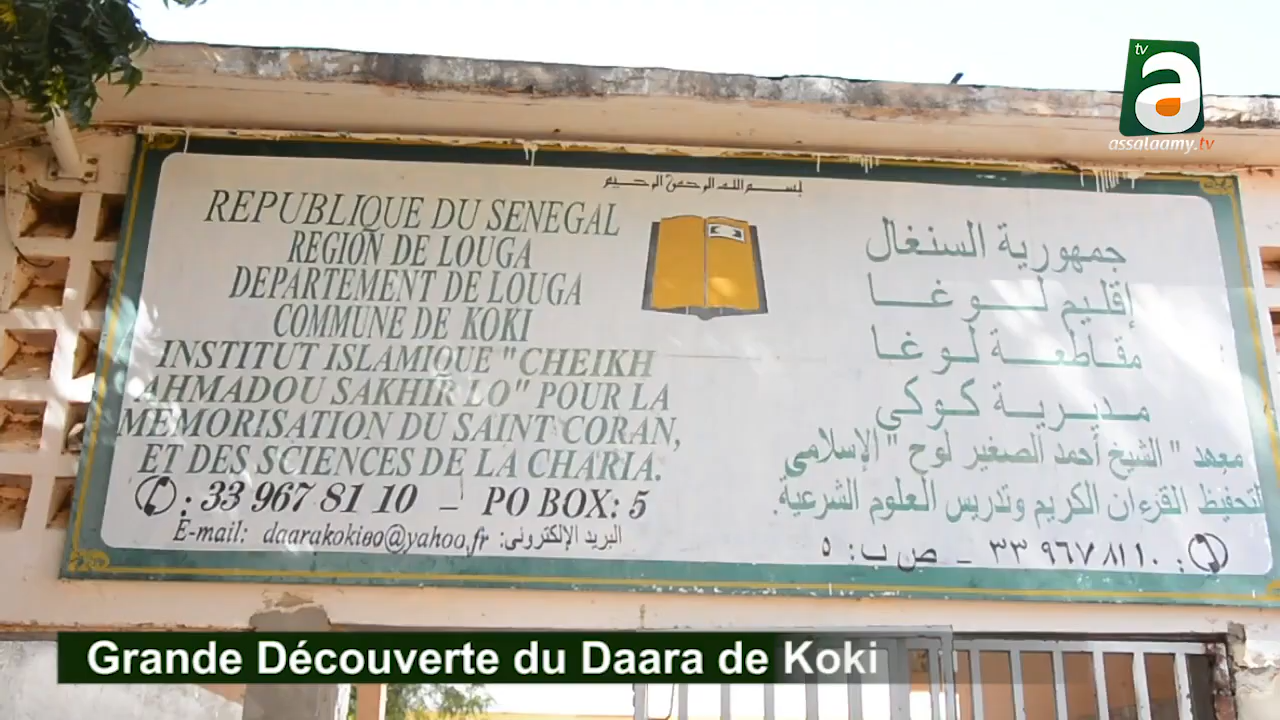 tv
a
assalaamy.tv
بسم الله الرحمن الرحيم
REPUBLIQUE DU SENEGAL
REGION DE LOUGA
DEPARTEMENT DE LOUGA
COMMUNE DE KOKI
INSTITUT ISLAMIQUE "CHEIKH
AHMADOU SAKHIR LO" POUR LA
MEMORISATION DU SAINT CORAN,
ET DES SCIENCES DE LA CHARIA.
: 33 967 81 10 – PO BOX: 5
E-mail: daarakoki@yahoo.fr البريد الإلكتروني:
جمهورية السنغال
إقليم لوغا
مقاطعة لوغا
مديرية كوكي
معهد "الشيخ أحمد الصغير لوح" الإسلامي
لتحفيظ القرءان الكريم وتدريس العلوم الشرعية.
: ٣٣ ٩٦٧ ٨١ ١٠ – ص ب: ٥
Grande Découverte du Daara de Koki